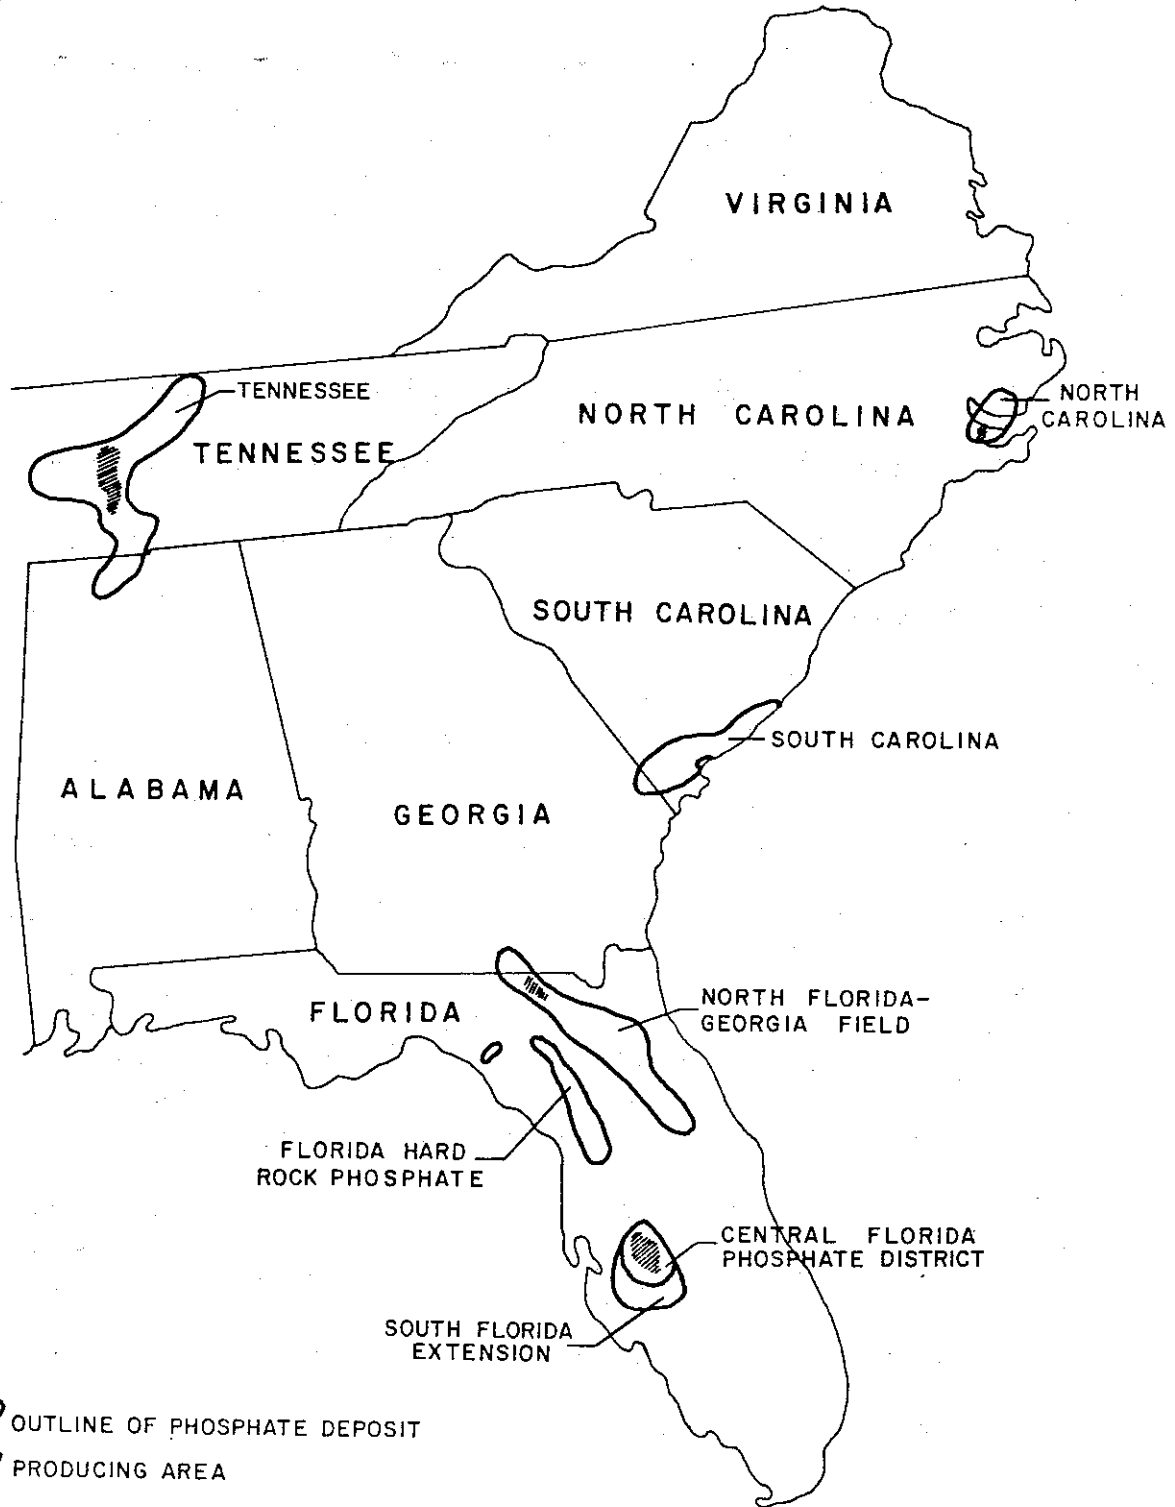 VIRGINIA
TENNESSEE
NORTH
CAROLINA
NORTH CAROLINA
TENNESSEE
SOUTH CAROLINA
SOUTH CAROLINA
ALABAMA
GEORGIA
NORTH FLORIDA-
GEORGIA FIELD
FLORIDA
FLORIDA HARD
ROCK PHOSPHATE
CENTRAL FLORIDA
PHOSPHATE DISTRICT
SOUTH FLORIDA
EXTENSION
OUTLINE OF PHOSPHATE DEPOSIT
PRODUCING AREA